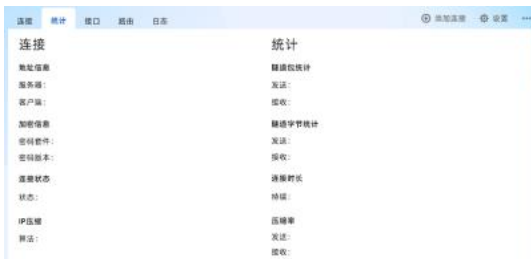 连接 统计 接口 路由 日志 添加连接 设置 ···
连接 统计
地址信息 隧道包统计
服务器: 发送:
客户端: 接收:
加密信息 隧道字节统计
密码套件: 发送:
密码版本: 接收:
连接状态 连接时长
状态: 持续:
IP压缩 压缩率
算法: 发送:
接收: